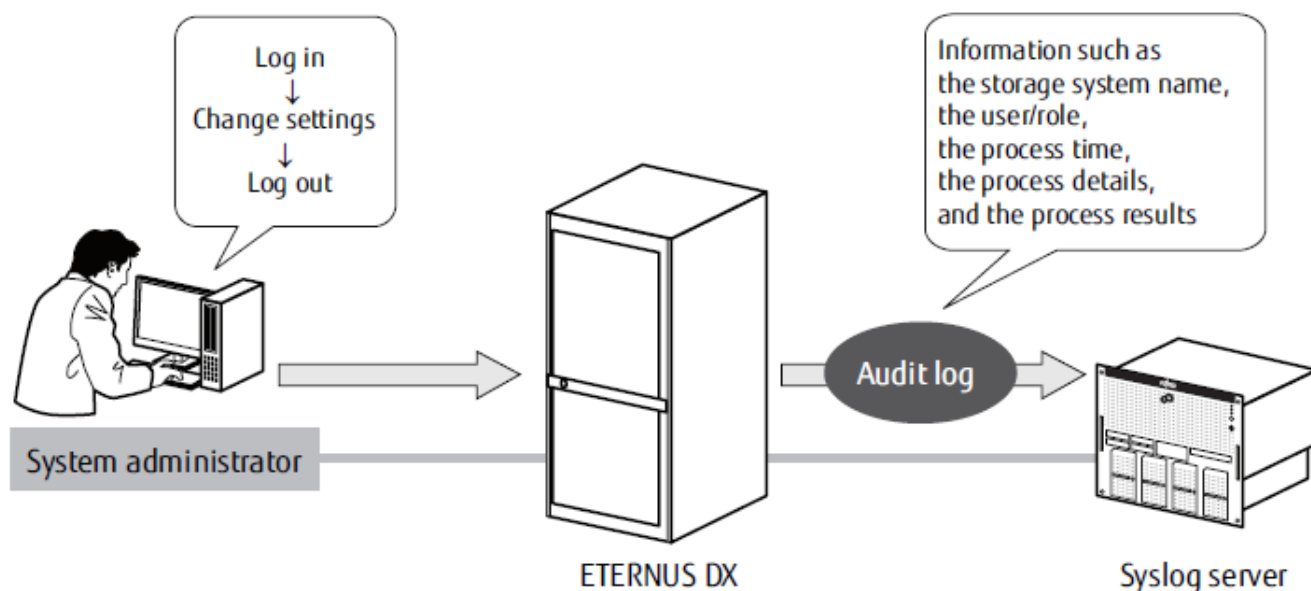 Log in
↓
Change settings
↓
Log out
Information such as
the storage system name,
the user/role,
the process time,
the process details,
and the process results
Audit log
System administrator
ETERNUS DX
Syslog server